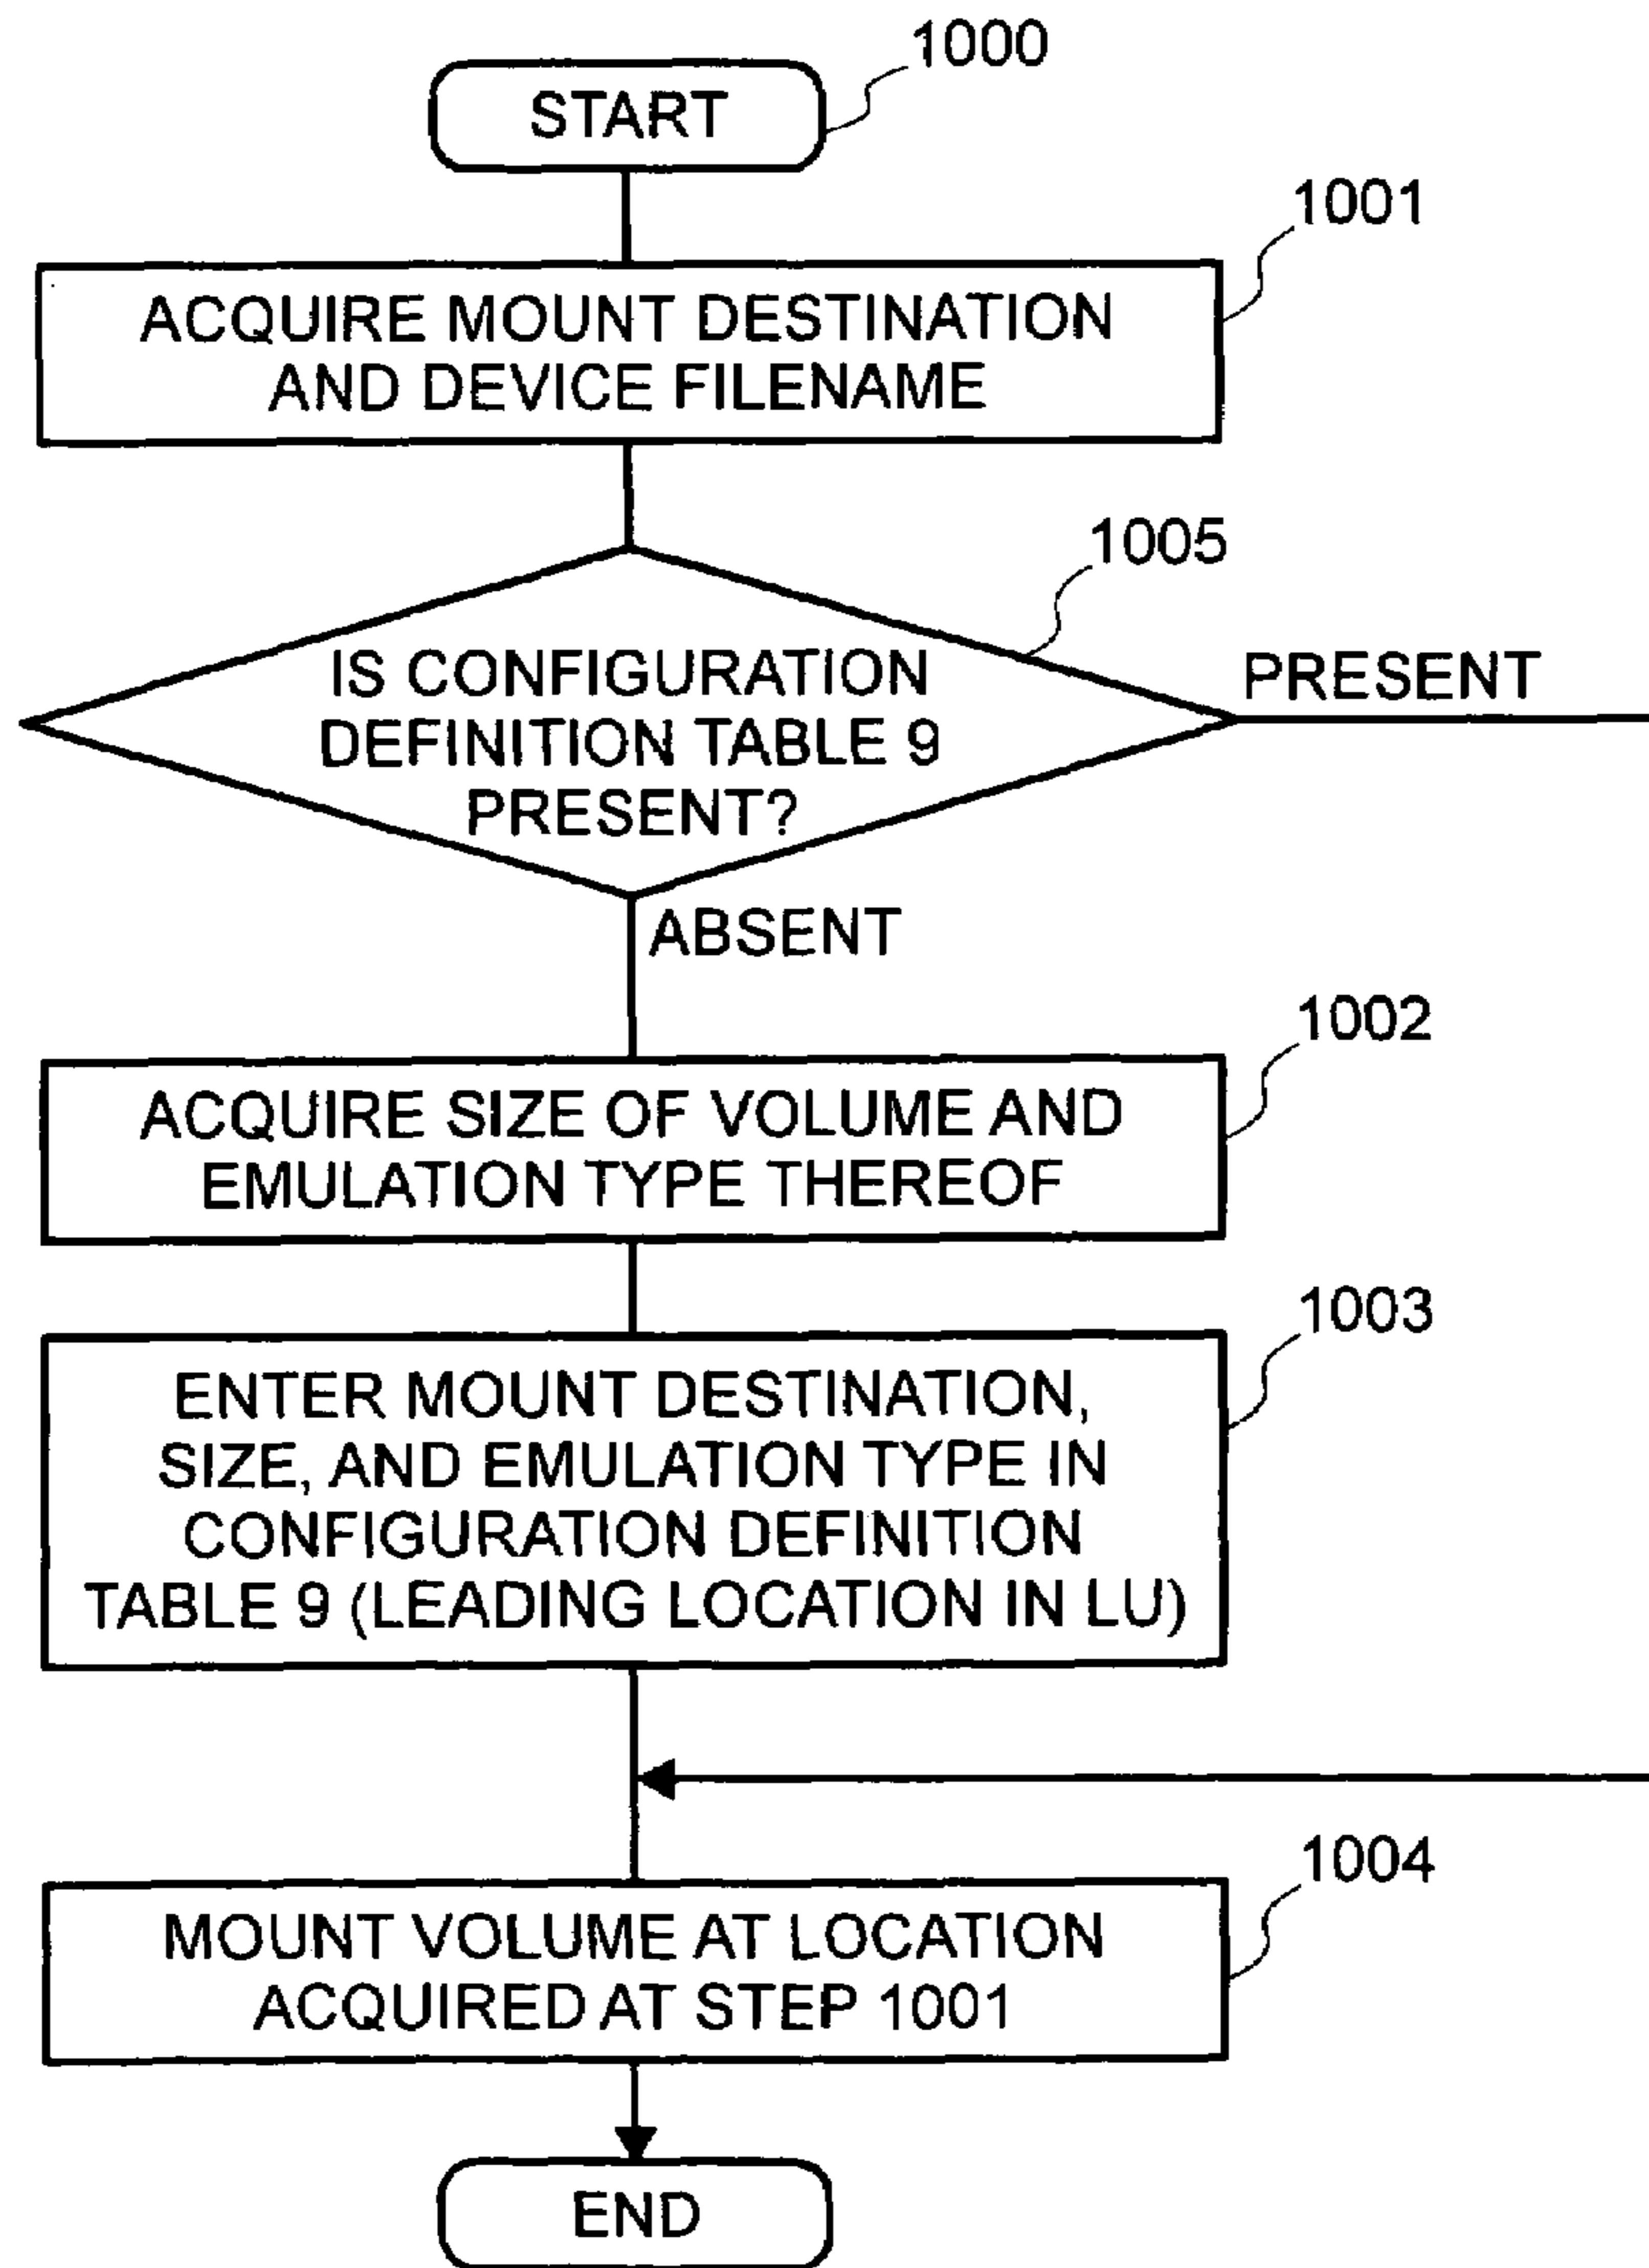 1000
START
1001
ACQUIRE MOUNT DESTINATION
AND DEVICE FILENAME
1005
IS CONFIGURATION
DEFINITION TABLE 9
PRESENT?
PRESENT
ABSENT
1002
ACQUIRE SIZE OF VOLUME AND
EMULATION TYPE THEREOF
1003
ENTER MOUNT DESTINATION,
SIZE, AND EMULATION TYPE IN
CONFIGURATION DEFINITION
TABLE 9 (LEADING LOCATION IN LU)
1004
MOUNT VOLUME AT LOCATION
ACQUIRED AT STEP 1001
END